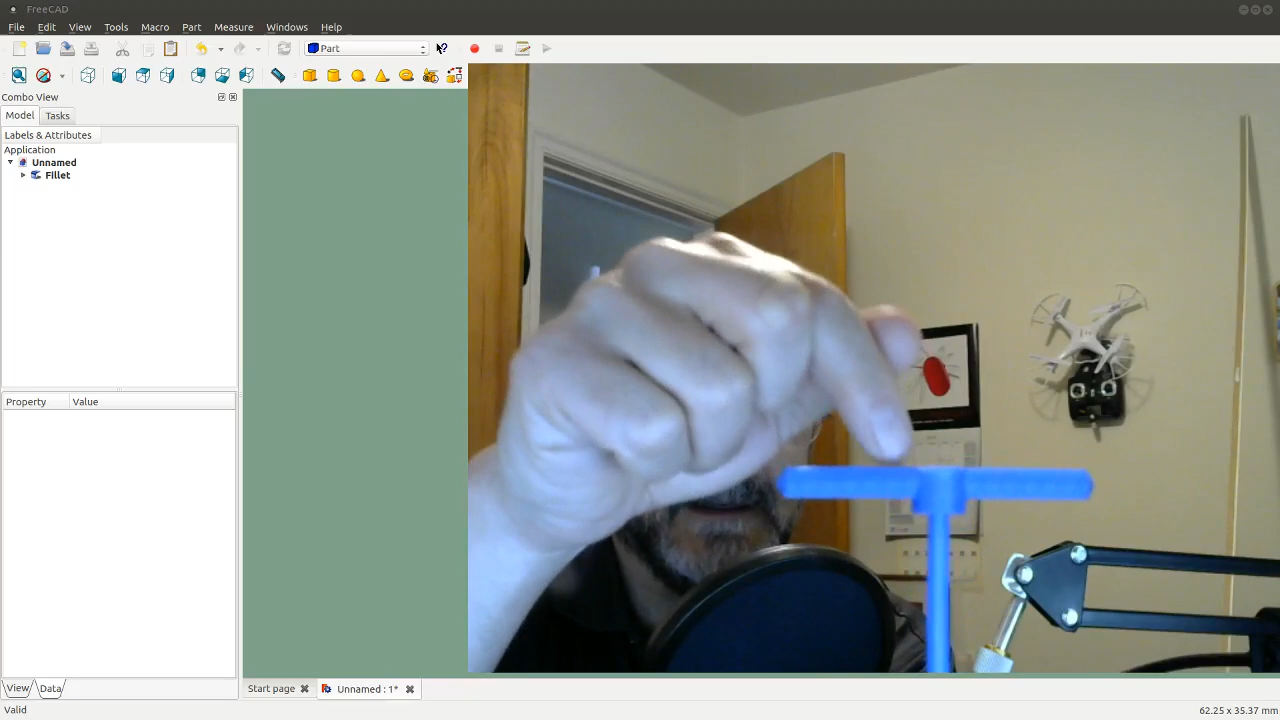 FreeCAD
File Edit View Tools Macro Part Measure Windows Help
Part
Combo View
Model Tasks
Labels & Attributes
Application
Unnamed
Fillet
Property Value
View Data
Start page Unnamed : 1*
Valid 62.25 x 35.37 mm